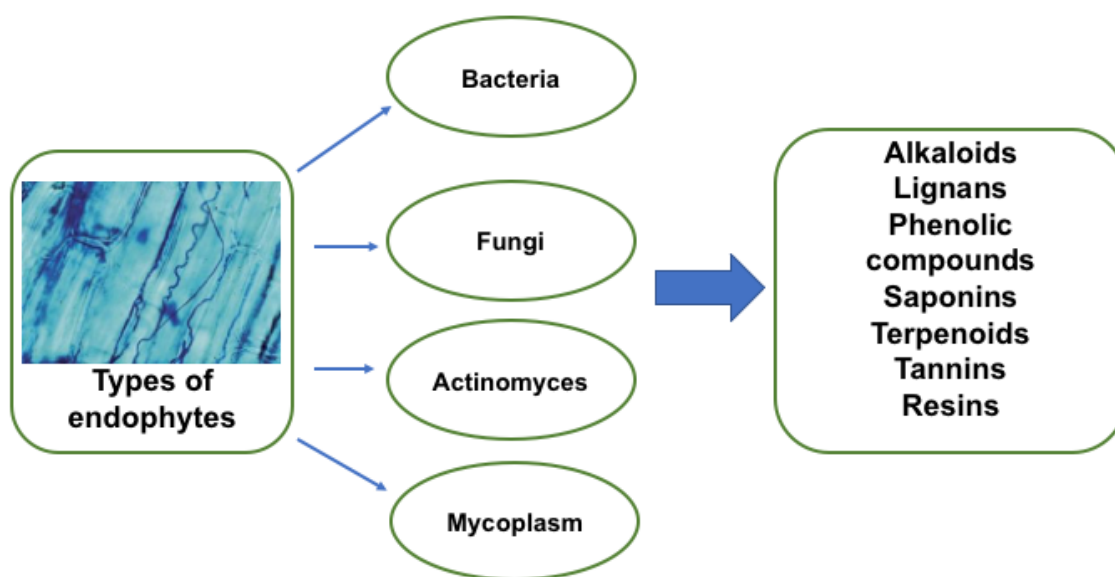 Types of
endophytes
Bacteria
Fungi
Actinomyces
Mycoplasm
Alkaloids
Lignans
Phenolic
compounds
Saponins
Terpenoids
Tannins
Resins